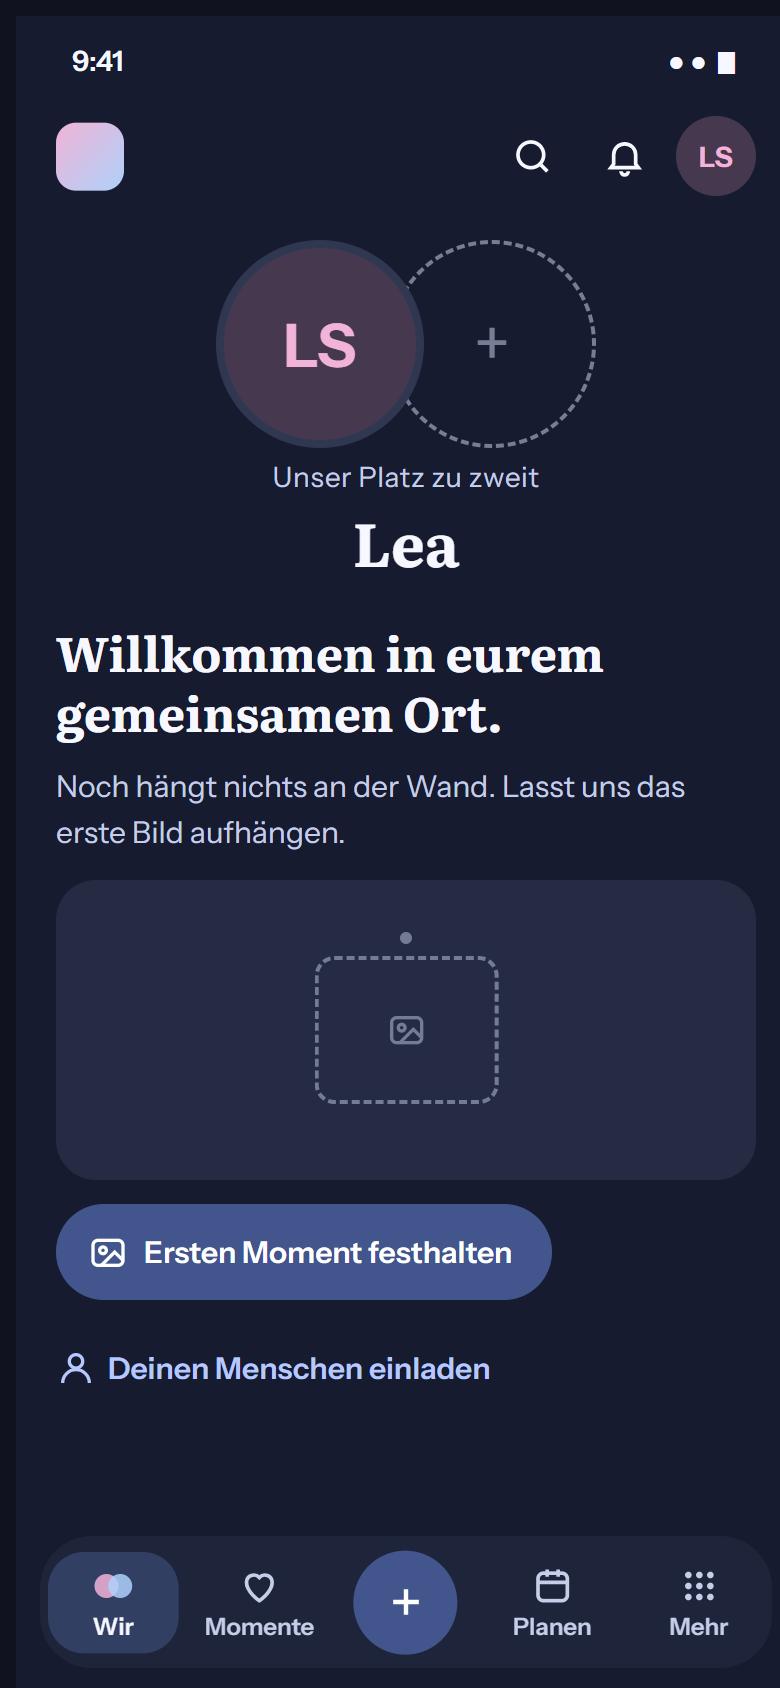 9:41
LS
LS
+
Unser Platz zu zweit
Lea
Willkommen in eurem
gemeinsamen Ort.
Noch hängt nichts an der Wand. Lasst uns das
erste Bild aufhängen.
Ersten Moment festhalten
Deinen Menschen einladen
+
Wir
Momente
Planen
Mehr